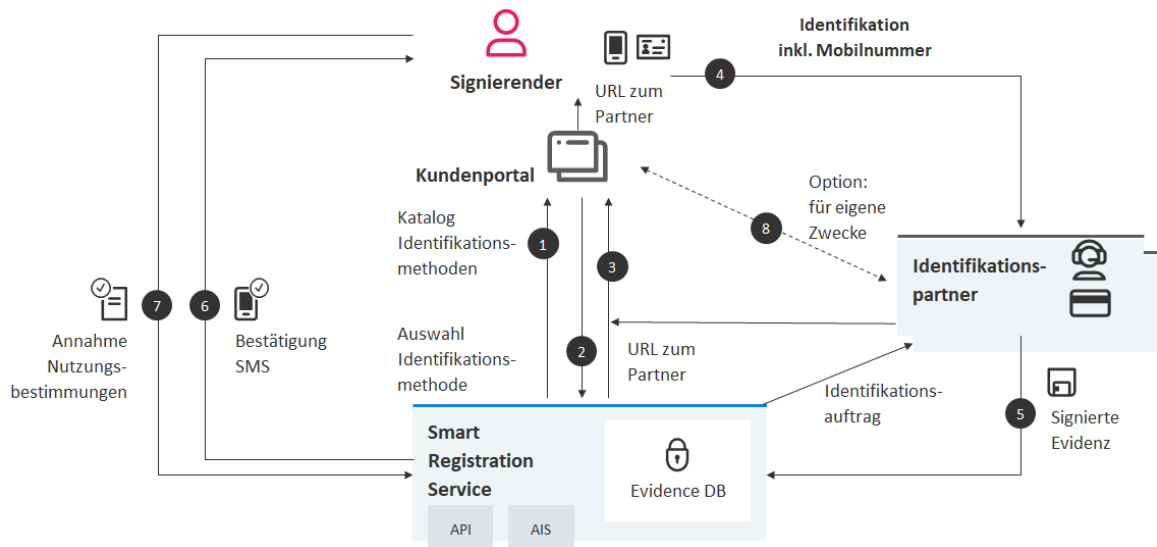 Identifikation
inkl. Mobilnummer
4
Signierender
URL zum
Partner
Kundenportal
Option:
für eigene
Zwecke
8
Katalog
Identifikations-
methoden
1
3
Identifikations-
partner
7
6
Annahme
Nutzungs-
bestimmungen
Bestätigung
SMS
Auswahl
Identifikations-
methode
2
URL zum
Partner
Identifikations-
auftrag
5
Signierte
Evidenz
Smart
Registration
Service
Evidence DB
API
AIS